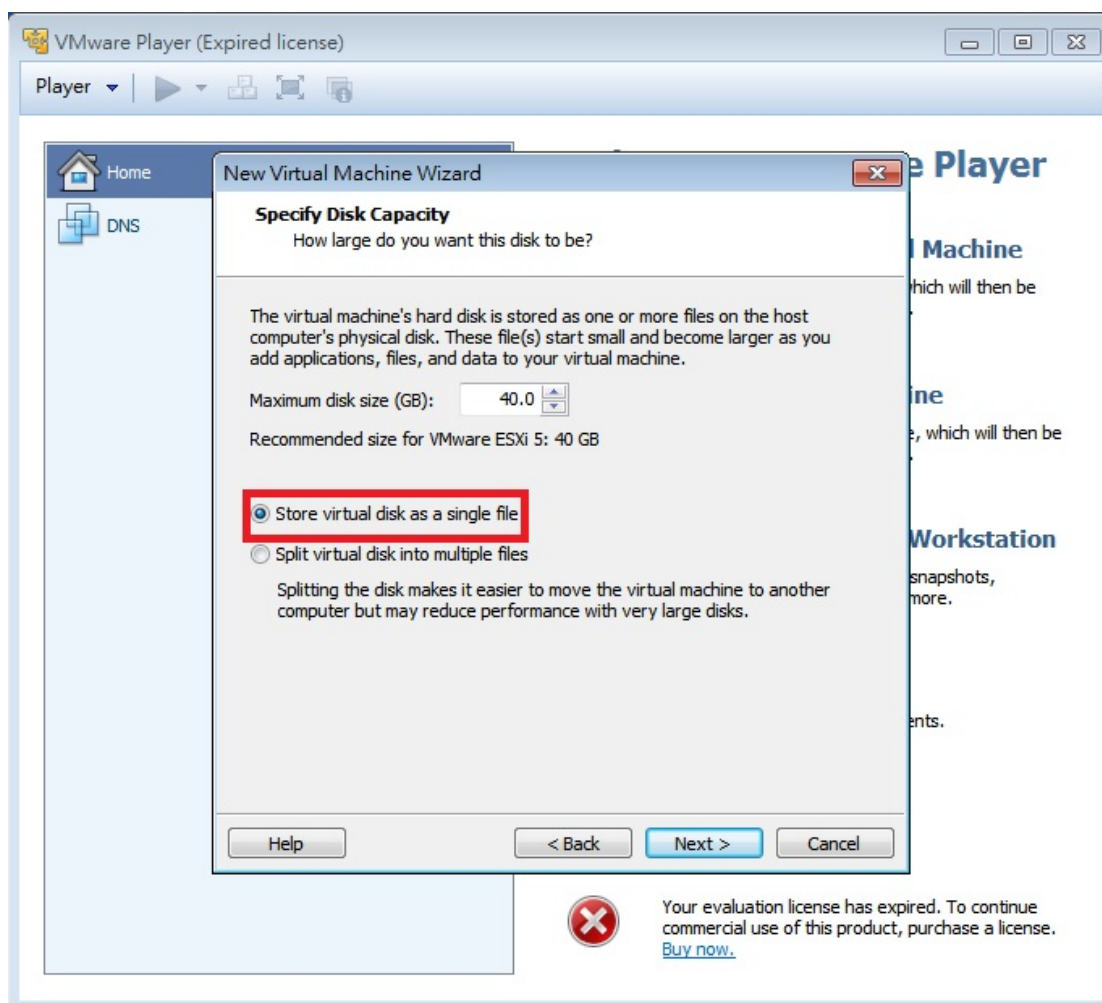 VMware Player (Expired license)
Player
Home
DNS
New Virtual Machine Wizard
Specify Disk Capacity
How large do you want this disk to be?
The virtual machine's hard disk is stored as one or more files on the host
computer's physical disk. These file(s) start small and become larger as you
add applications, files, and data to your virtual machine.
Maximum disk size (GB): 40.0
Recommended size for VMware ESXi 5: 40 GB
Store virtual disk as a single file
Split virtual disk into multiple files
Splitting the disk makes it easier to move the virtual machine to another
computer but may reduce performance with very large disks.
Help
< Back
Next >
Cancel
Player
Machine
which will then be
, which will then be
Workstation
snapshots,
more.
Your evaluation license has expired. To continue
commercial use of this product, purchase a license.
Buy now.